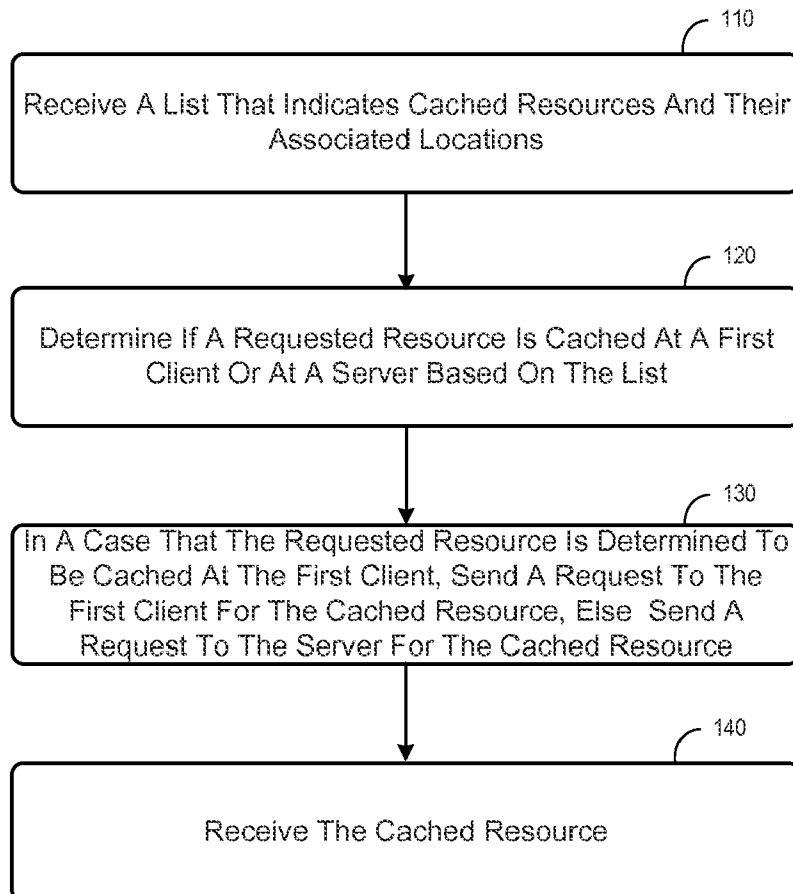 110
Receive A List That Indicates Cached Resources And Their
Associated Locations
120
Determine If A Requested Resource Is Cached At A First
Client Or At A Server Based On The List
130
In A Case That The Requested Resource Is Determined To
Be Cached At The First Client, Send A Request To The
First Client For The Cached Resource, Else Send A
Request To The Server For The Cached Resource
140
Receive The Cached Resource